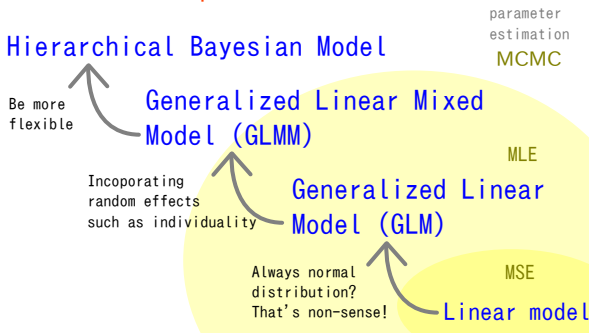 parameter
estimation
MCMC
Hierarchical Bayesian Model
Be more
flexible
Generalized Linear Mixed
Model (GLMM)
MLE
Incoporating
random effects
such as individuality
Generalized Linear
Model (GLM)
Always normal
distribution?
That's non-sense!
MSE
Linear model